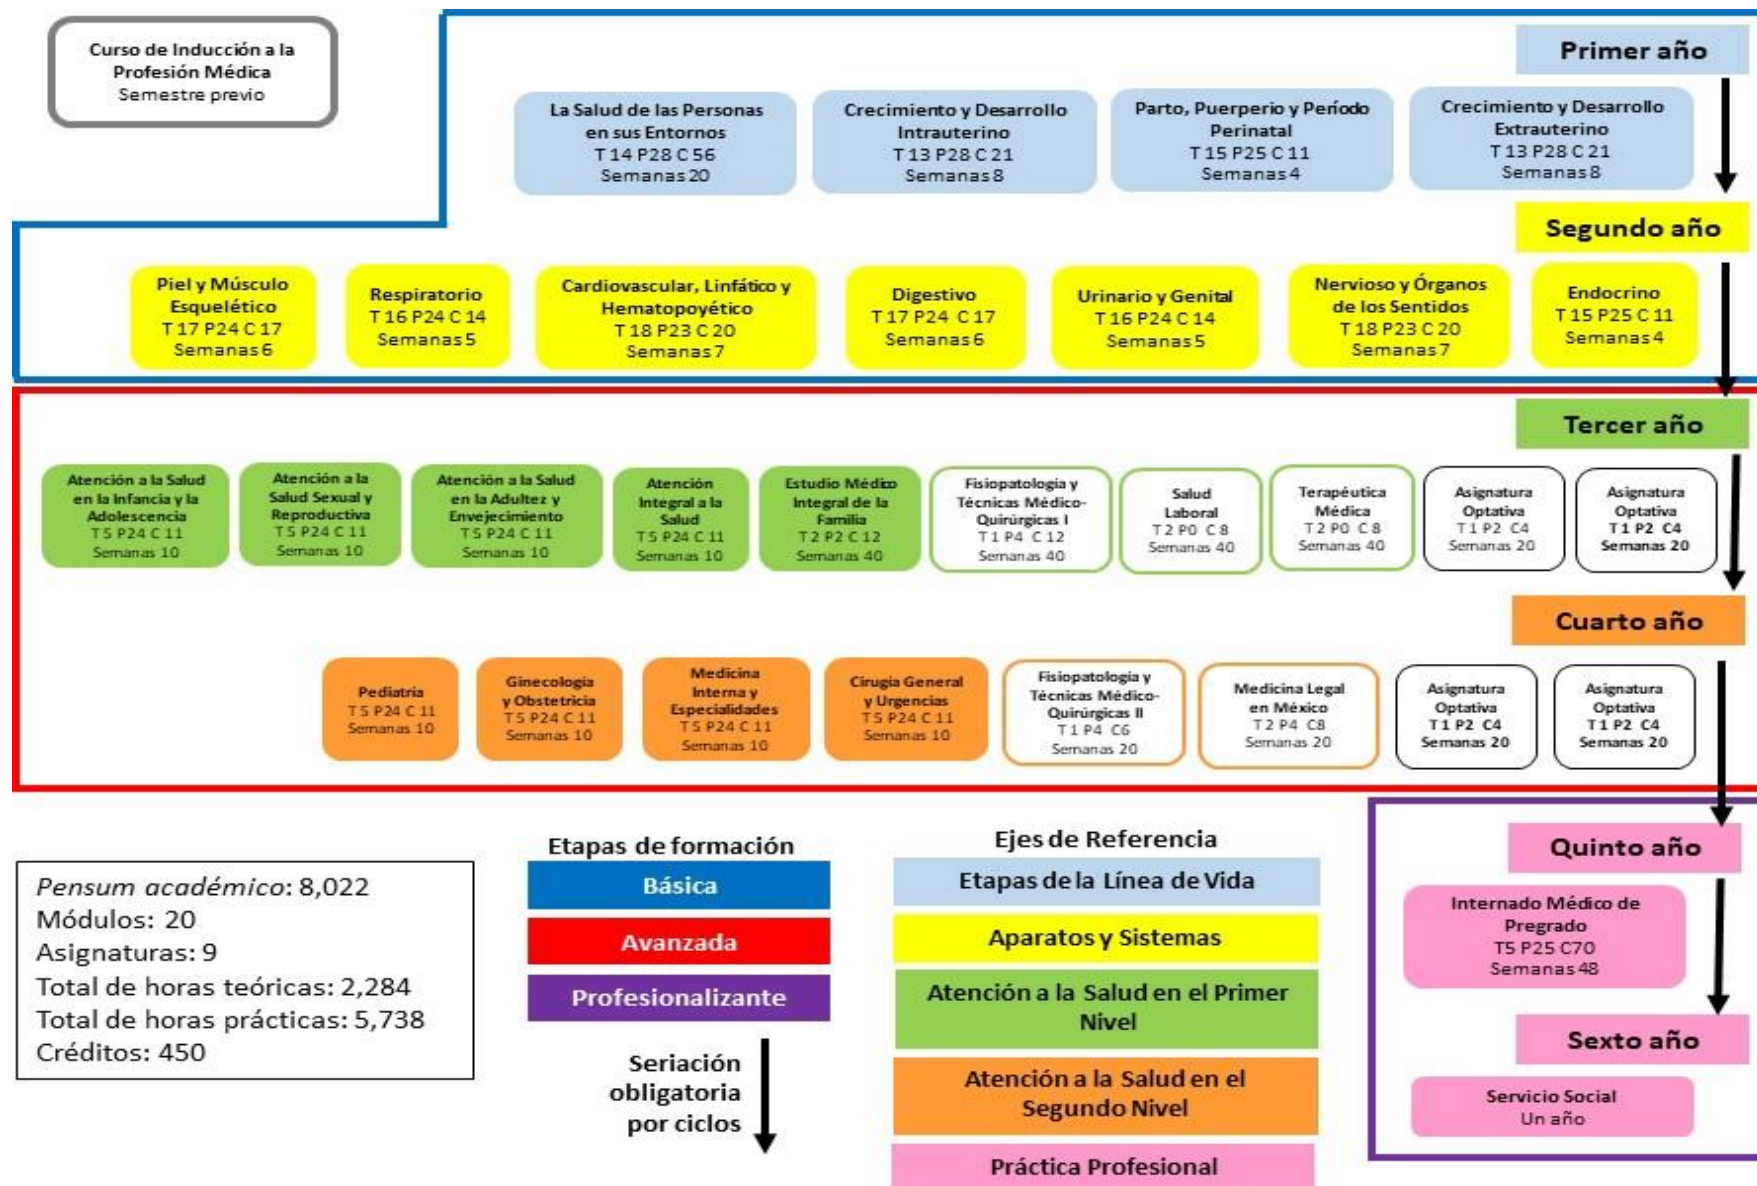 Curso de Inducción a la
Profesión Médica
Semestre previo
Primer año
La Salud de las Personas
en sus Entornos
T 14 P28 C 56
Semanas 20
Crecimiento y Desarrollo
Intrauterino
T 13 P28 C 21
Semanas 8
Parto, Puerperio y Período
Perinatal
T 15 P25 C 11
Semanas 4
Crecimiento y Desarrollo
Extrauterino
T 13 P28 C 21
Semanas 8
Segundo año
Piel y Músculo
Esquelético
T 17 P24 C 17
Semanas 6
Respiratorio
T 16 P24 C 14
Semanas 5
Cardiovascular, Linfático y
Hematopoyético
T 18 P23 C 20
Semanas 7
Digestivo
T 17 P24 C 17
Semanas 6
Urinario y Genital
T 16 P24 C 14
Semanas 5
Nervioso y Órganos
de los Sentidos
T 18 P23 C 20
Semanas 7
Endocrino
T 15 P25 C 11
Semanas 4
Tercer año
Atención a la Salud
en la Infancia y la
Adolescencia
T 5 P24 C 11
Semanas 10
Atención a la
Salud Sexual y
Reproductiva
T 5 P24 C 11
Semanas 10
Atención a la Salud
en la Adultez y
Envejecimiento
T 5 P24 C 11
Semanas 10
Atención
Integral a la
Salud
T 5 P24 C 11
Semanas 10
Estudio Médico
Integral de la
Familia
T 2 P2 C 12
Semanas 40
Fisiopatología y
Técnicas Médico-
Quirúrgicas I
T 1 P4 C 12
Semanas 40
Salud
Laboral
T 2 P0 C 8
Semanas 40
Terapéutica
Médica
T 2 P0 C 8
Semanas 40
Asignatura
Optativa
T 1 P2 C4
Semanas 20
Asignatura
Optativa
T 1 P2 C4
Semanas 20
Cuarto año
Pediatría
T 5 P24 C 11
Semanas 10
Ginecología
y Obstetricia
T 5 P24 C 11
Semanas 10
Medicina
Interna y
Especialidades
T 5 P24 C 11
Semanas 10
Cirugía General
y Urgencias
T 5 P24 C 11
Semanas 10
Fisiopatología y
Técnicas Médico-
Quirúrgicas II
T 1 P4 C6
Semanas 20
Medicina Legal
en México
T 2 P4 C8
Semanas 20
Asignatura
Optativa
T 1 P2 C4
Semanas 20
Asignatura
Optativa
T 1 P2 C4
Semanas 20
Pensum académico: 8,022
Módulos: 20
Asignaturas: 9
Total de horas teóricas: 2,284
Total de horas prácticas: 5,738
Créditos: 450
Etapas de formación
Básica
Avanzada
Profesionalizante
Seriación
obligatoria
por ciclos
Ejes de Referencia
Etapas de la Línea de Vida
Aparatos y Sistemas
Atención a la Salud en el Primer
Nivel
Atención a la Salud en el
Segundo Nivel
Práctica Profesional
Quinto año
Internado Médico de
Pregrado
T5 P25 C70
Semanas 48
Sexto año
Servicio Social
Un año